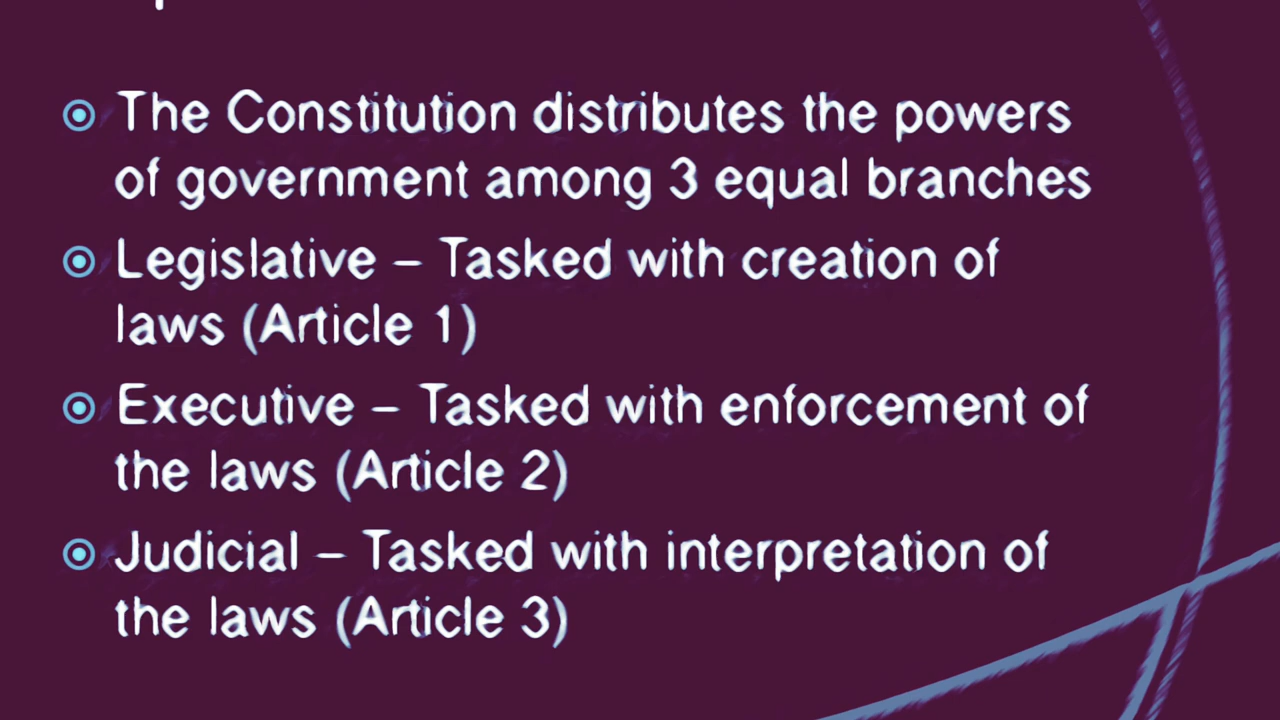 The Constitution distributes the powers
of government among 3 equal branches
Legislative – Tasked with creation of
laws (Article 1)
Executive – Tasked with enforcement of
the laws (Article 2)
Judicial – Tasked with interpretation of
the laws (Article 3)